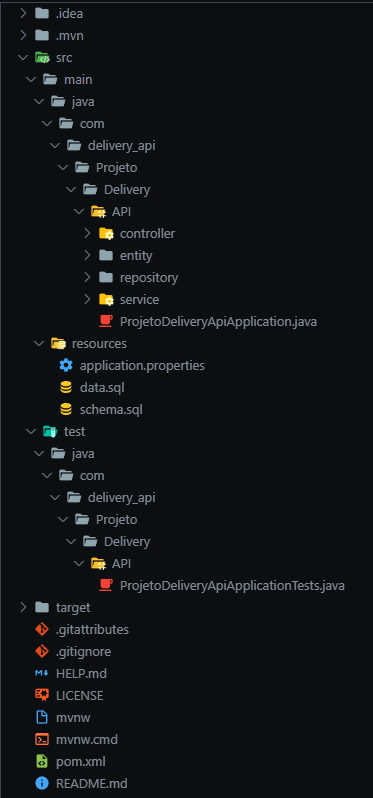 .idea
.mvn
src
main
java
com
delivery_api
Projeto
Delivery
API
controller
entity
repository
service
ProjetoDeliveryApiApplication.java
resources
application.properties
data.sql
schema.sql
test
java
com
delivery_api
Projeto
Delivery
API
ProjetoDeliveryApiApplicationTests.java
target
.gitattributes
.gitignore
HELP.md
LICENSE
mvnw
mvnw.cmd
pom.xml
README.md